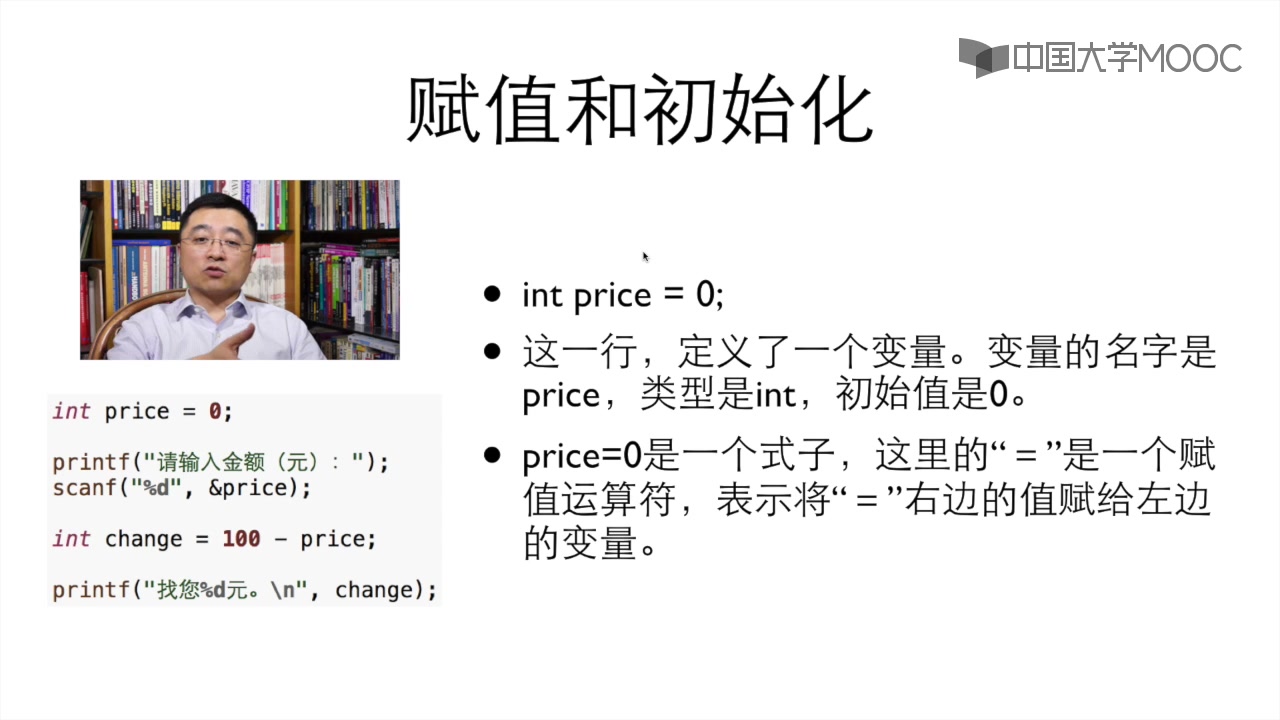 中国大学MOOC
赋值和初始化
int price = 0;
printf("请输入金额（元）：");
scanf("%d", &price);
int change = 100 - price;
printf("找您%d元。\n", change);
• int price = 0;
• 这一行，定义了一个变量。变量的名字是
price，类型是int，初始值是0。
• price=0是一个式子，这里的“＝”是一个赋
值运算符，表示将“＝”右边的值赋给左边
的变量。